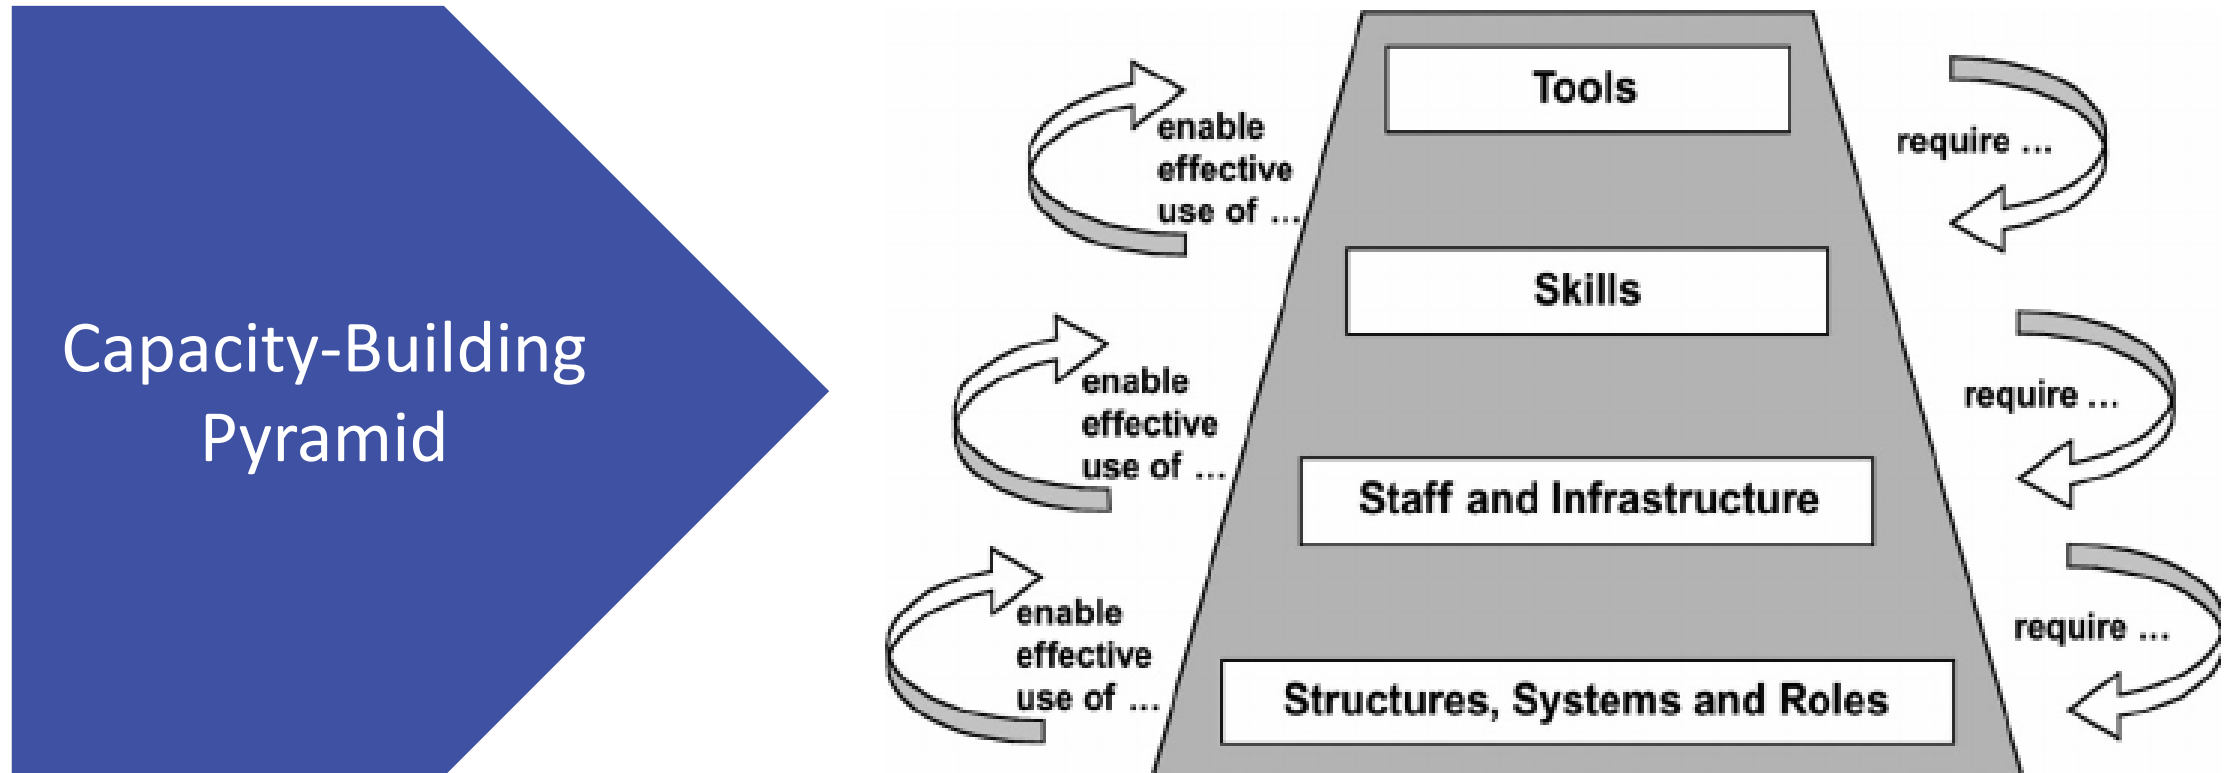 Capacity-Building
Pyramid
Tools
enable
effective
use of ...
require ...
Skills
enable
effective
use of ...
require ...
Staff and Infrastructure
enable
effective
use of ...
require ...
Structures, Systems and Roles